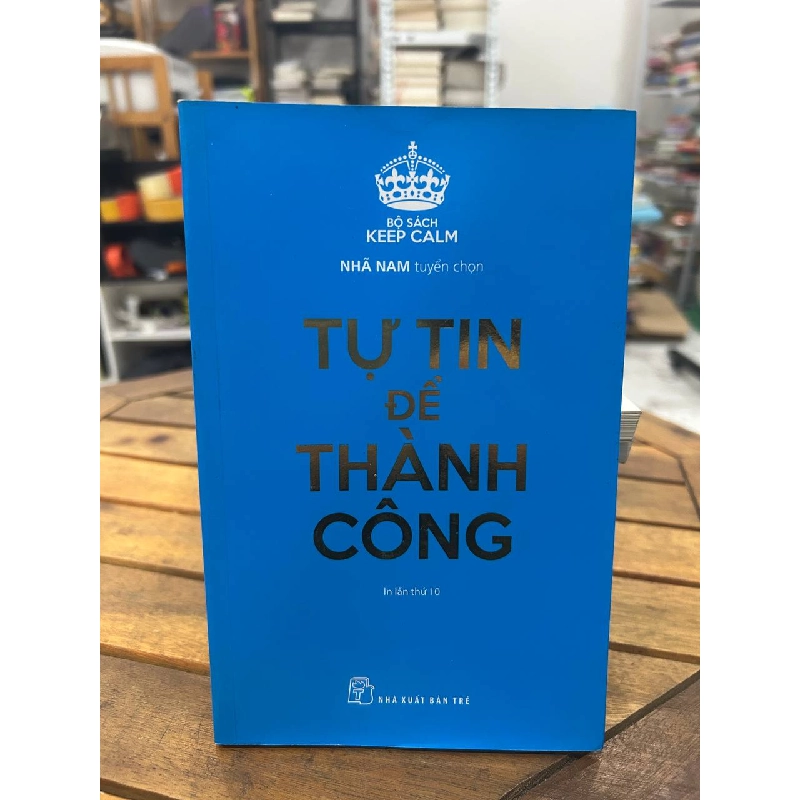 BỘ SÁCH
KEEP CALM
NHÃ NAM tuyển chọn
TỰ TIN
ĐỂ
THÀNH
CÔNG
In lần thứ 10
NHÀ XUẤT BẢN TRẺ